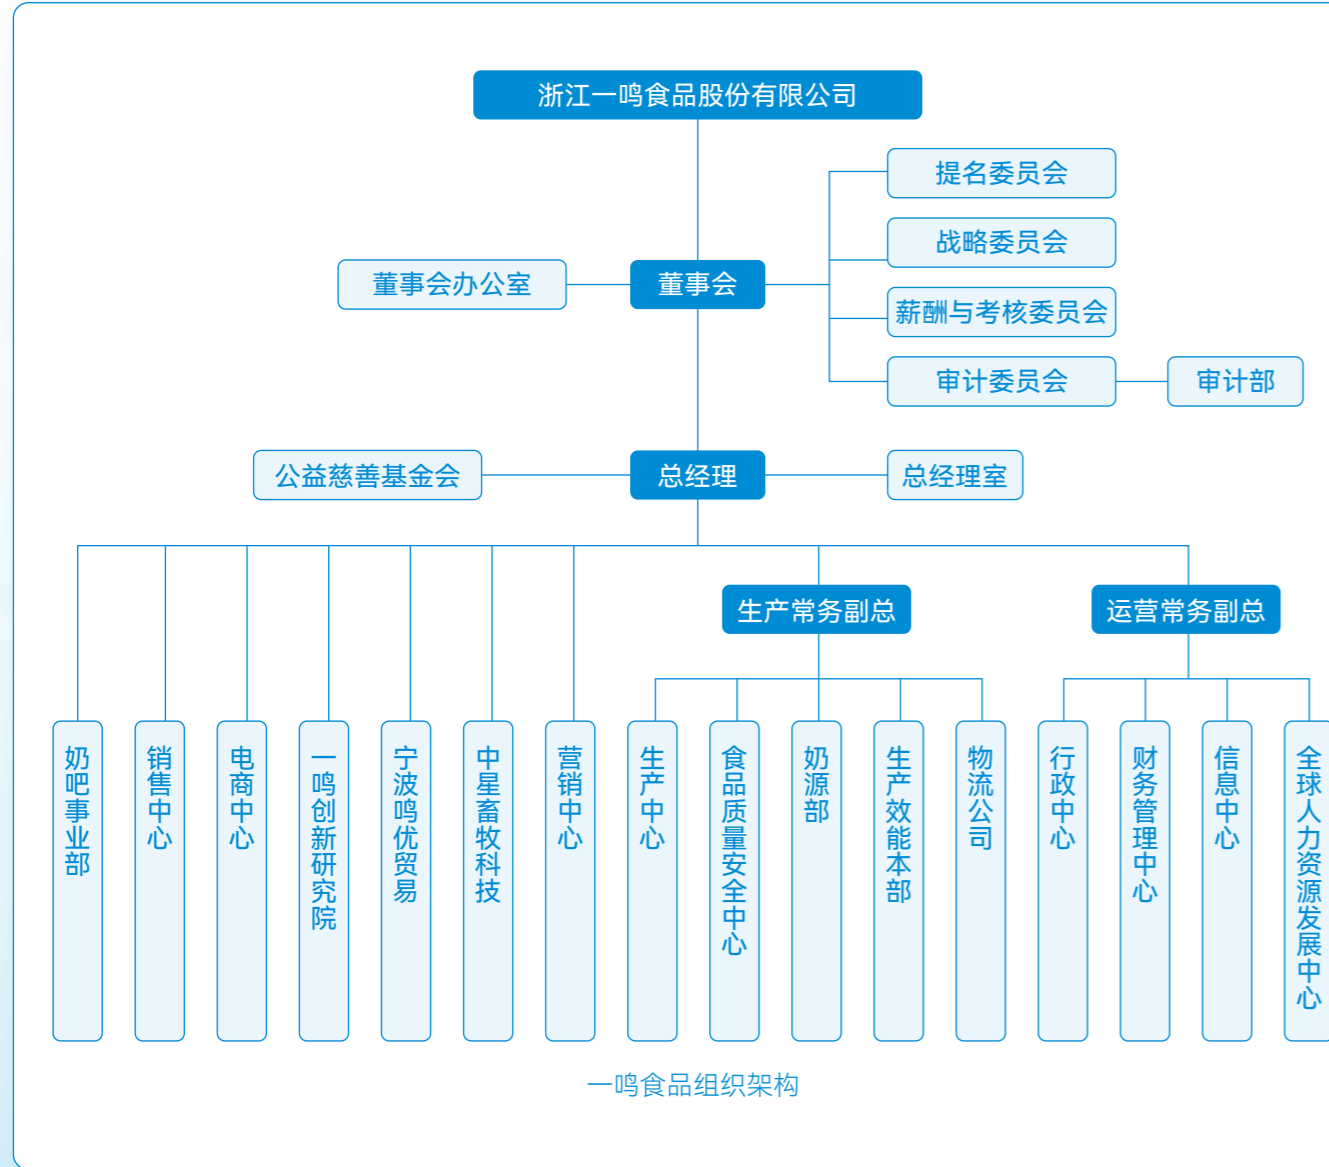 浙江一鸣食品股份有限公司
提名委员会
战略委员会
董事会办公室
董事会
薪酬与考核委员会
审计委员会
审计部
公益慈善基金会
总经理
总经理室
生产常务副总
运营常务副总
奶吧事业部
销售中心
电商中心
一鸣创新研究院
宁波鸣优贸易
中星畜牧科技
营销中心
生产中心
食品质量安全中心
奶源部
生产效能本部
物流公司
行政中心
财务管理中心
信息中心
全球人力资源发展中心
一鸣食品组织架构